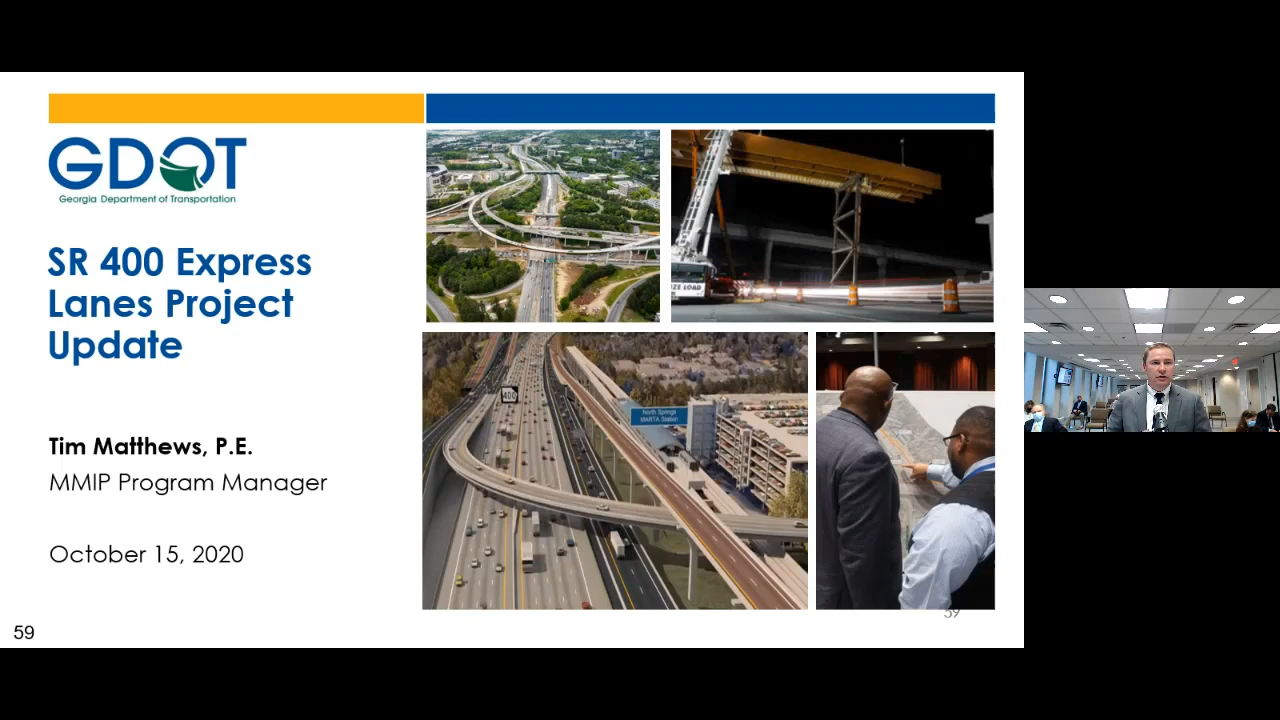 GDOT
Georgia Department of Transportation
SR 400 Express
Lanes Project
Update
Tim Matthews, P.E.
MMIP Program Manager
October 15, 2020
400
North Springs
MARTA Station
59
59